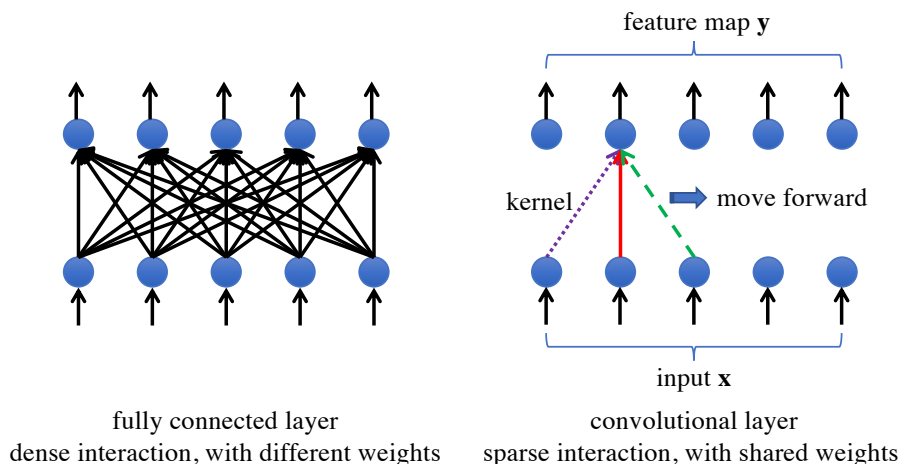 feature map y
kernel
move forward
input x
fully connected layer
dense interaction, with different weights
convolutional layer
sparse interaction, with shared weights